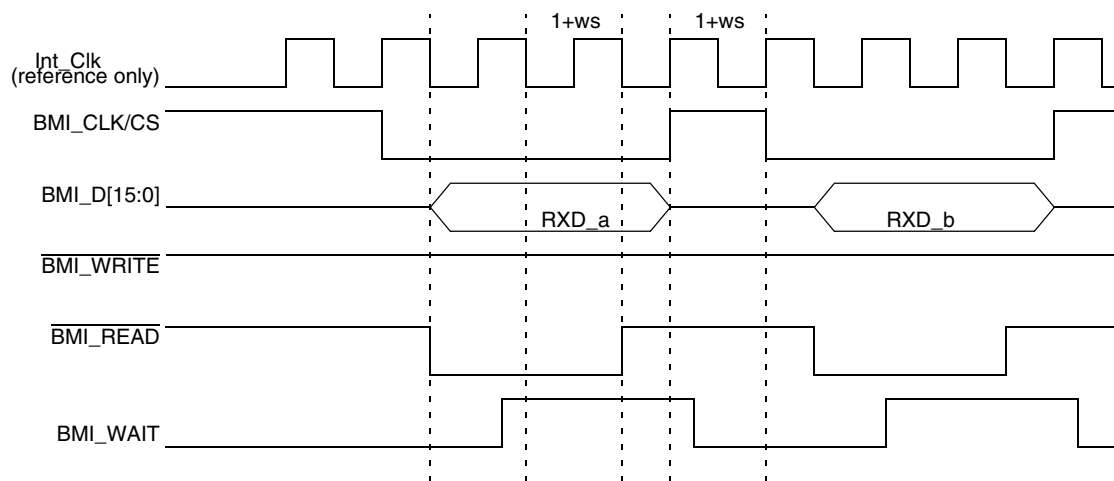 1+ws 1+ws
Int_Clk
(reference only)
BMI_CLK/CS
BMI_D[15:0]
RXD_a RXD_b
BMI_WRITE
BMI_READ
BMI_WAIT